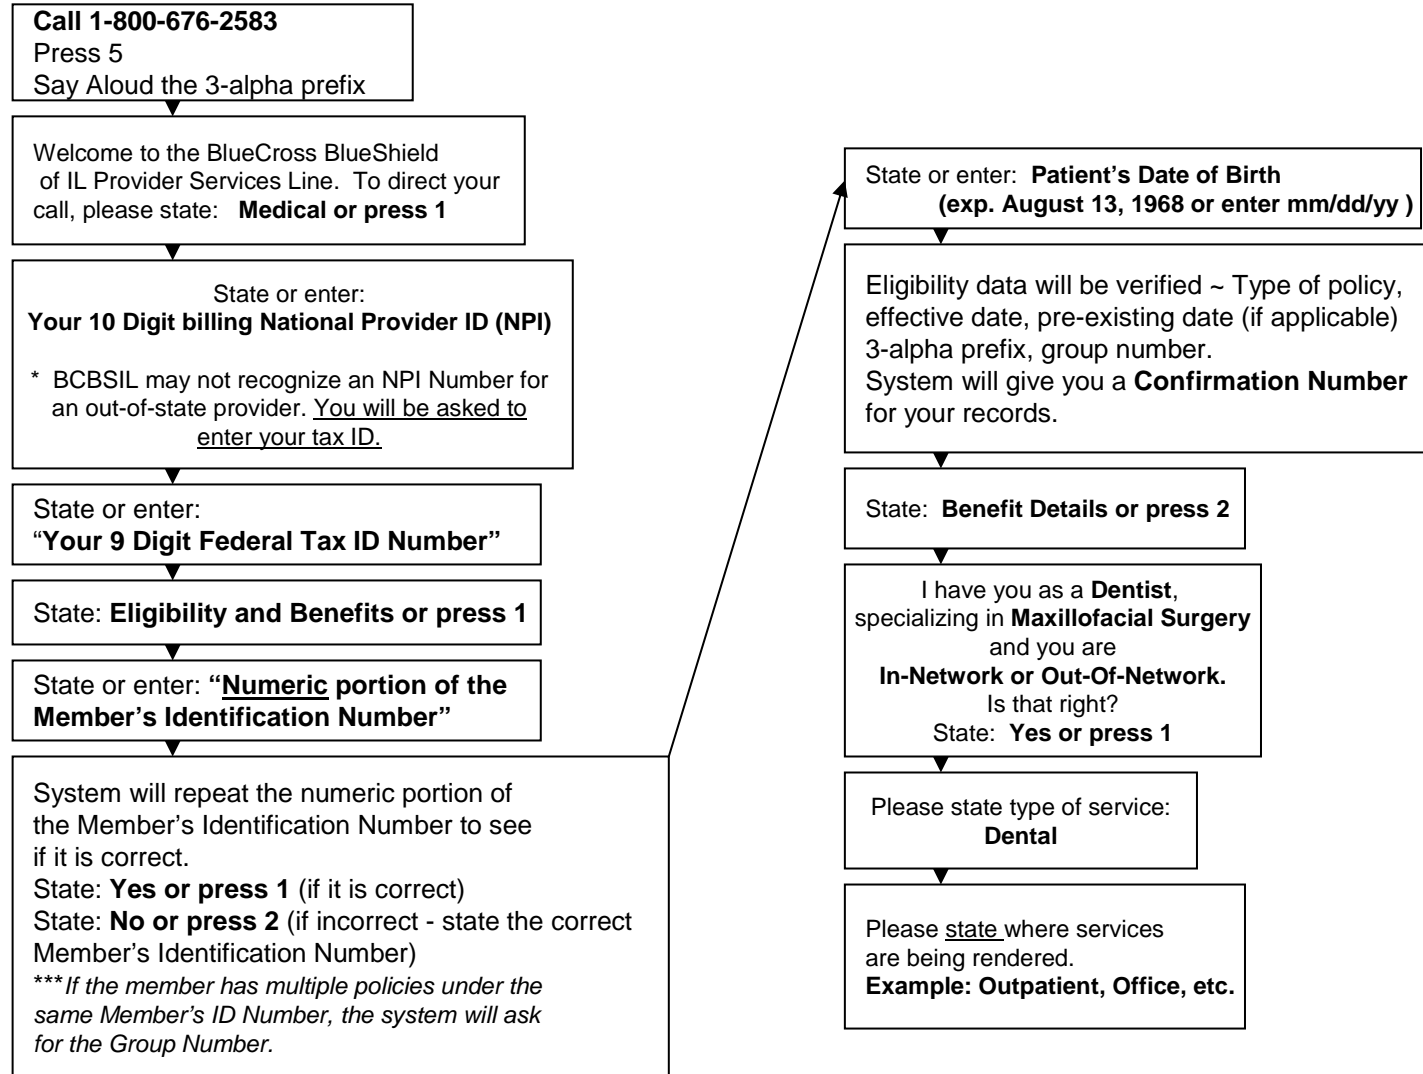 Call 1-800-676-2583
Press 5
Say Aloud the 3-alpha prefix
Welcome to the BlueCross BlueShield
of IL Provider Services Line.  To direct your
call, please state:   Medical or press 1
State or enter:
Your 10 Digit billing National Provider ID (NPI)
*  BCBSIL may not recognize an NPI Number for
an out-of-state provider. You will be asked to
enter your tax ID.
State or enter:
“Your 9 Digit Federal Tax ID Number”
State: Eligibility and Benefits or press 1
State or enter: “Numeric portion of the
Member’s Identification Number”
System will repeat the numeric portion of
the Member’s Identification Number to see
if it is correct.
State: Yes or press 1 (if it is correct)
State: No or press 2 (if incorrect - state the correct
Member’s Identification Number)
***If the member has multiple policies under the
same Member’s ID Number, the system will ask
for the Group Number.
State or enter:  Patient’s Date of Birth
(exp. August 13, 1968 or enter mm/dd/yy )
Eligibility data will be verified ~ Type of policy,
effective date, pre-existing date (if applicable)
3-alpha prefix, group number.
System will give you a Confirmation Number
for your records.
State:  Benefit Details or press 2
I have you as a Dentist,
specializing in Maxillofacial Surgery
and you are
In-Network or Out-Of-Network.
Is that right?
State:  Yes or press 1
Please state type of service:
Dental
Please state where services
are being rendered.
Example: Outpatient, Office, etc.